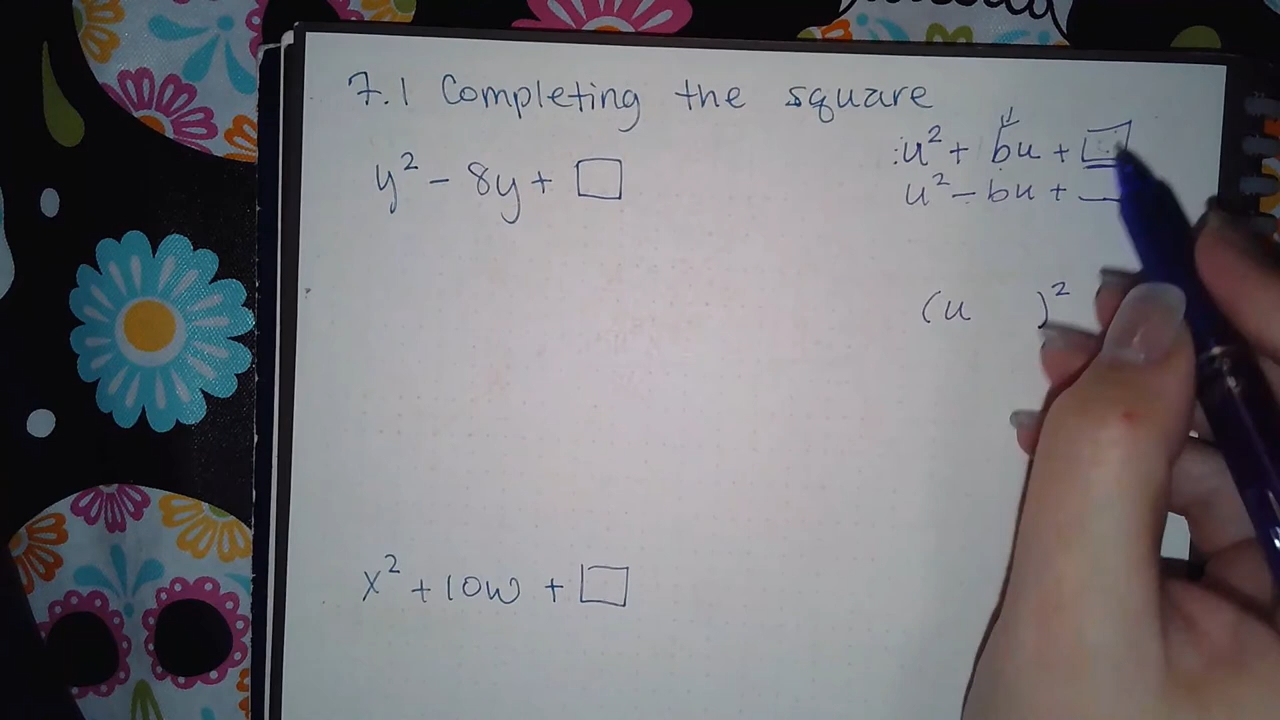 7.1 Completing the square
:u² + bu + □
y² - 8y + □
u² - bu + __
(u )²
x² + 10w + □